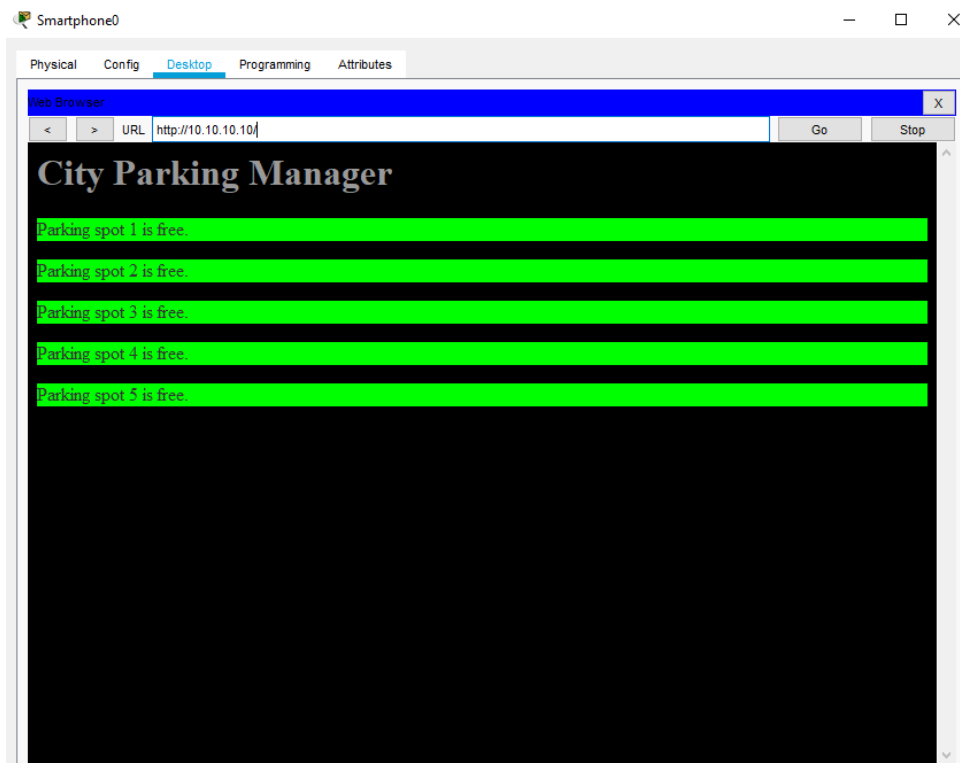 Smartphone0
Physical Config Desktop Programming Attributes
Web Browser X
< > URL http://10.10.10.10/ Go Stop
City Parking Manager
Parking spot 1 is free.
Parking spot 2 is free.
Parking spot 3 is free.
Parking spot 4 is free.
Parking spot 5 is free.